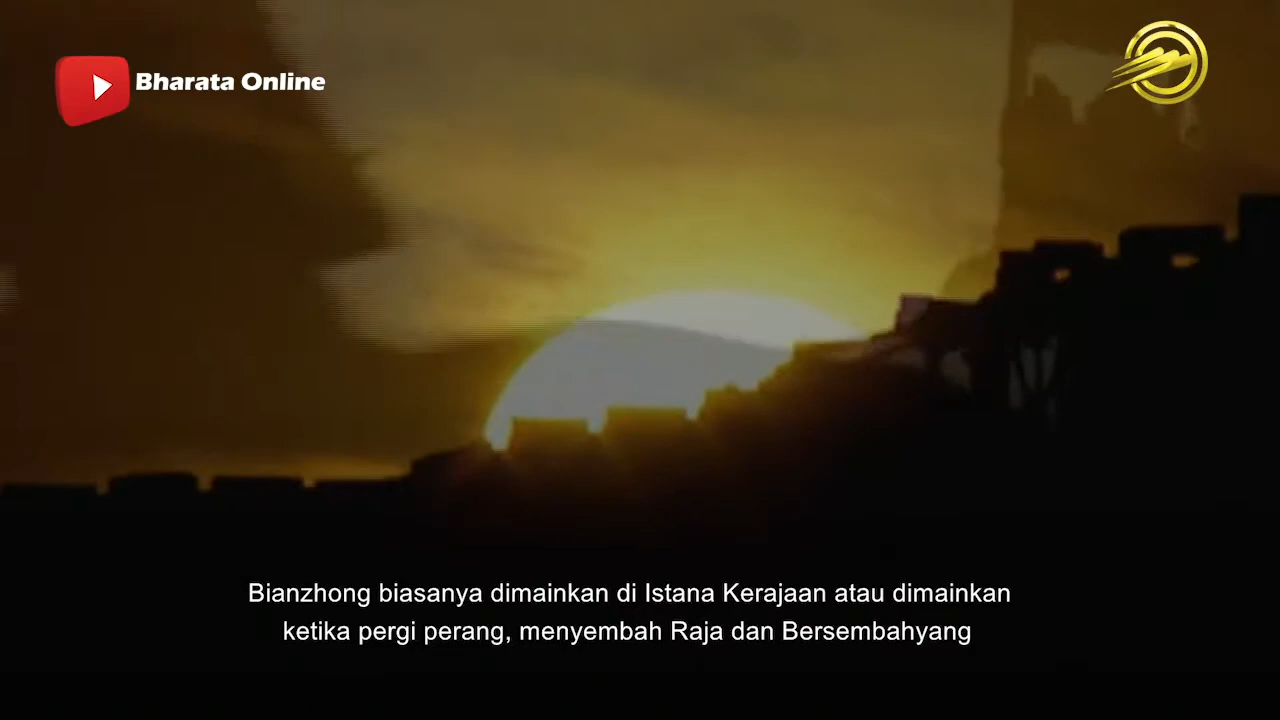 Bharata Online
Bianzhong biasanya dimainkan di Istana Kerajaan atau dimainkan
ketika pergi perang, menyembah Raja dan Bersembahyang